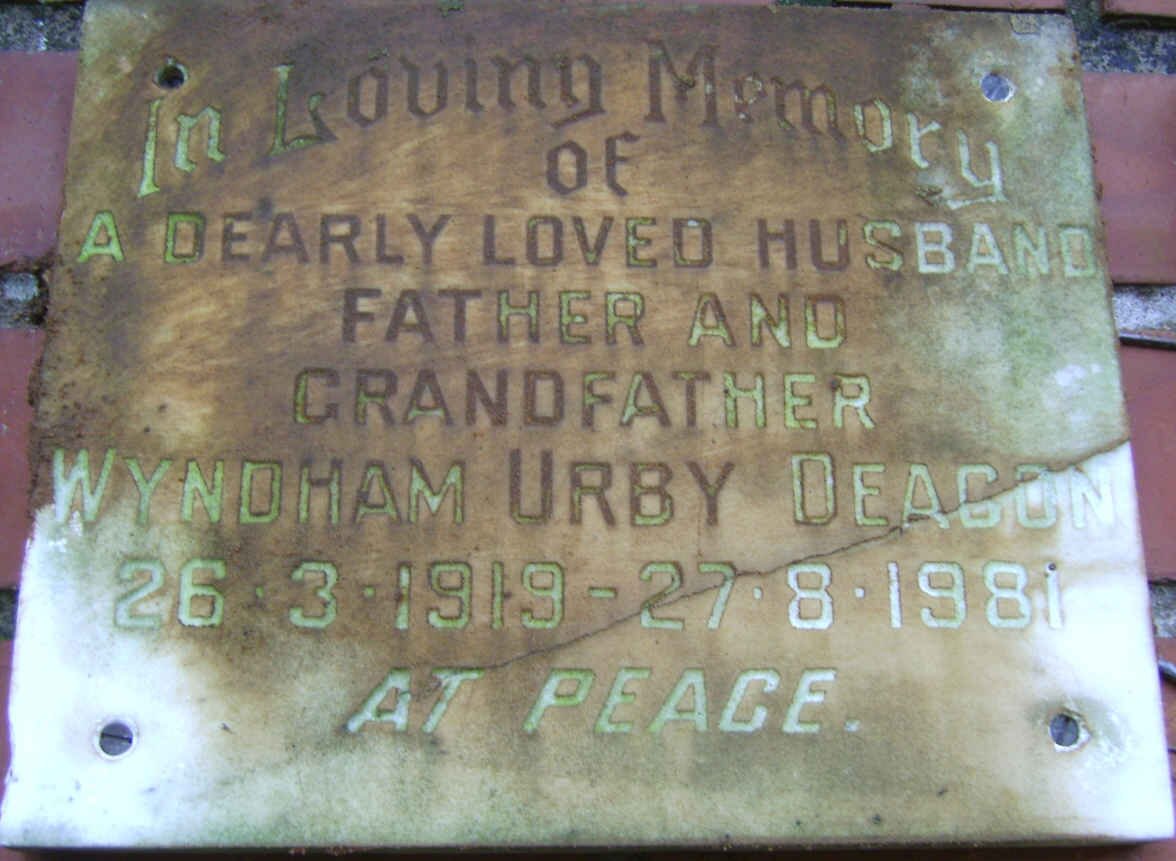 In Loving Memory
of
A DEARLY LOVED HUSBAND
FATHER AND
GRANDFATHER
WYNDHAM URBY DEACON
26·3·1919-27·8·1981
AT PEACE.